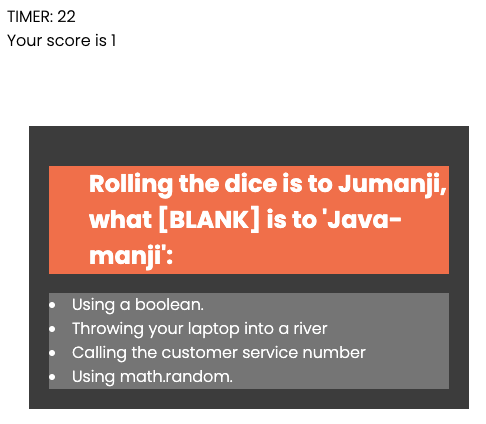 TIMER: 22
Your score is 1
Rolling the dice is to Jumanji,
what [BLANK] is to 'Java-
manji':
• Using a boolean.
• Throwing your laptop into a river
• Calling the customer service number
• Using math.random.